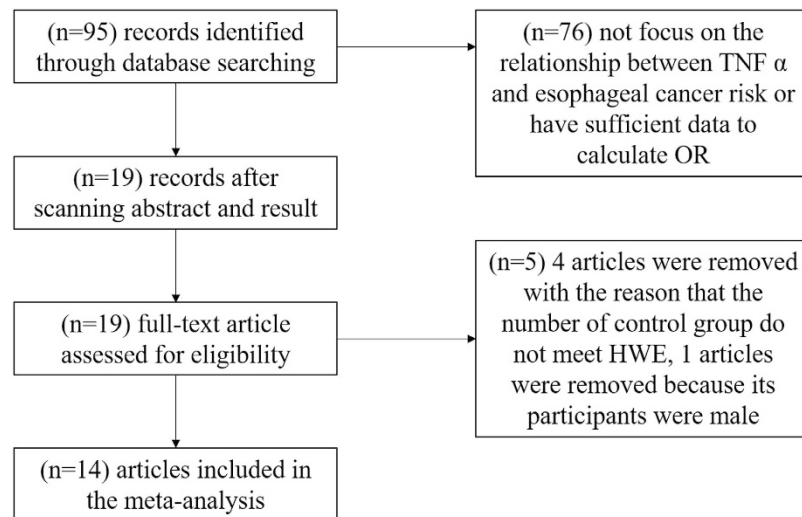 (n=95) records identified
through database searching
(n=76) not focus on the
relationship between TNF α
and esophageal cancer risk or
have sufficient data to
calculate OR
(n=19) records after
scanning abstract and result
(n=19) full-text article
assessed for eligibility
(n=5) 4 articles were removed
with the reason that the
number of control group do
not meet HWE, 1 articles
were removed because its
participants were male
(n=14) articles included in
the meta-analysis